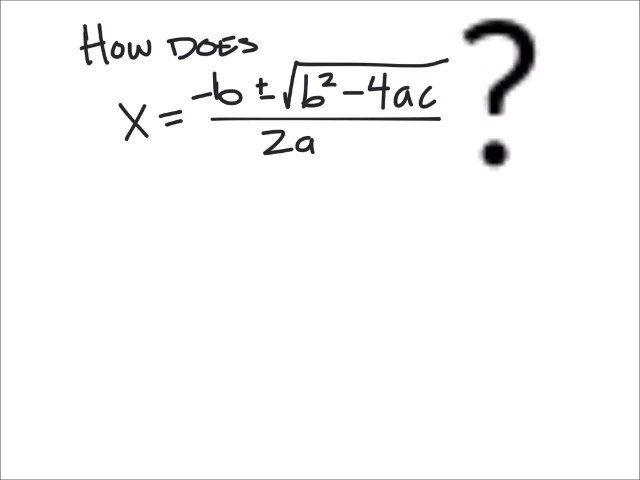 HOW DOES
X = -b ± √b² - 4ac / 2a ?